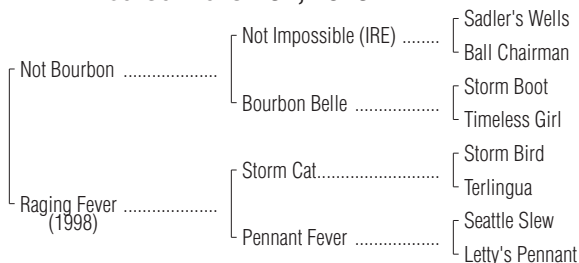 Sadler's Wells
Not Impossible (IRE) ........
Ball Chairman
Not Bourbon ....................
Storm Boot
Bourbon Belle ..................
Timeless Girl
Storm Bird
Storm Cat..........................
Terlingua
Raging Fever ....................
(1998)
Seattle Slew
Pennant Fever ..................
Letty's Pennant